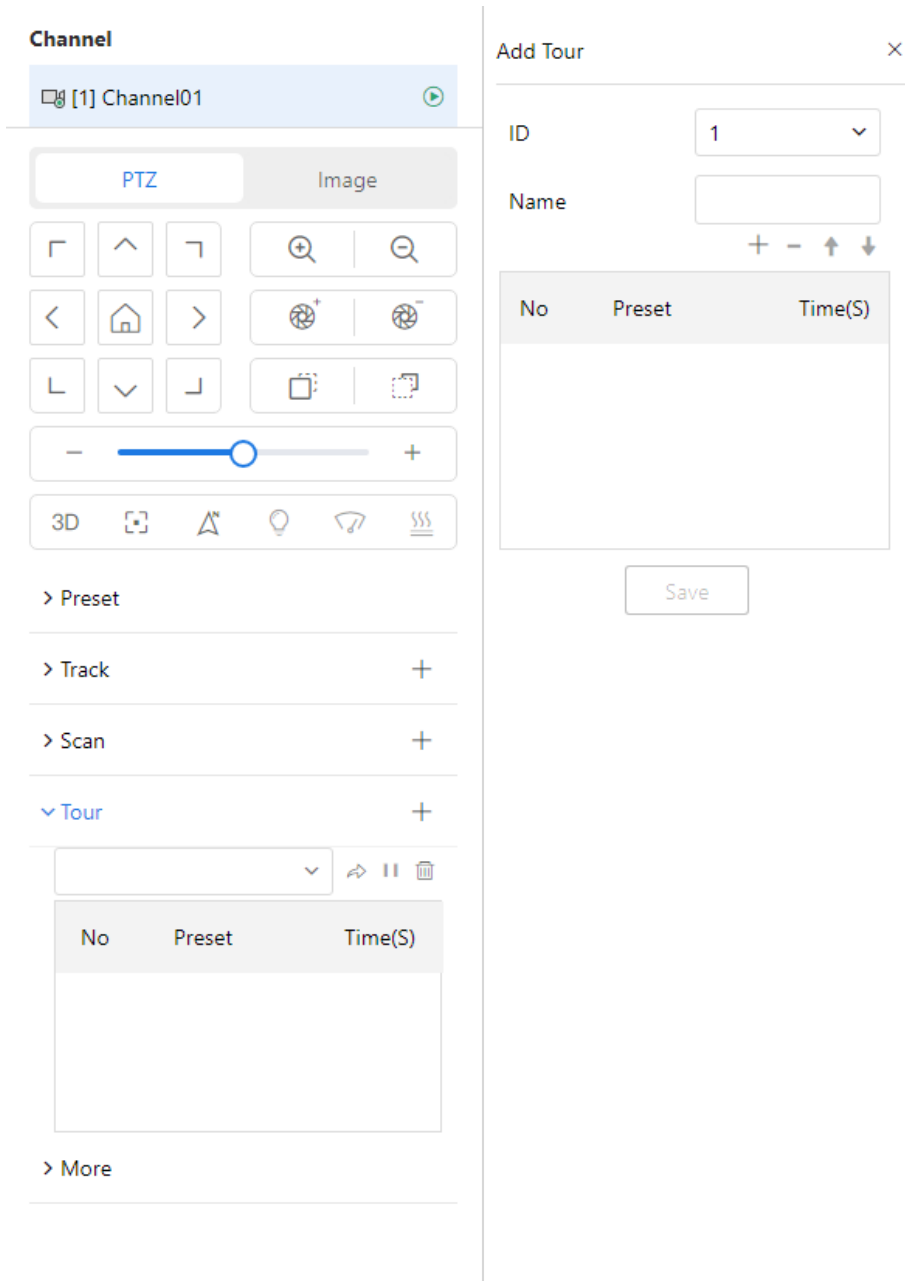 Channel
[1] Channel01
PTZ Image
3D
Preset
Track
Scan
Tour
No Preset Time(S)
More
Add Tour
ID 1
Name
No Preset Time(S)
Save